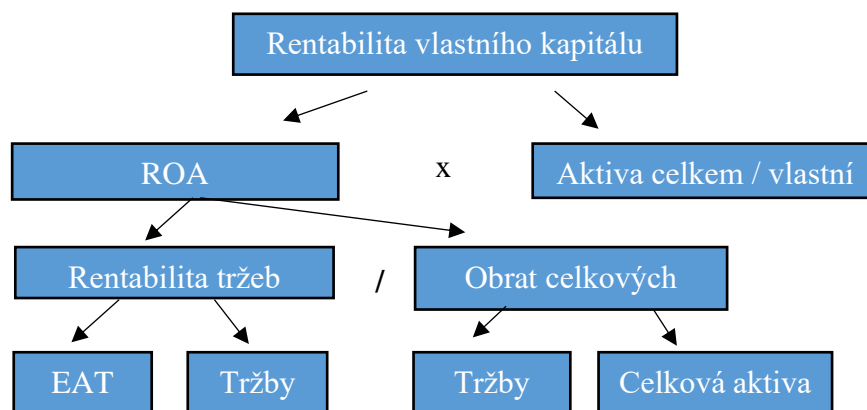 Rentabilita vlastního kapitálu
ROA
x
Aktiva celkem / vlastní
Rentabilita tržeb
/
Obrat celkových
EAT
Tržby
Tržby
Celková aktiva